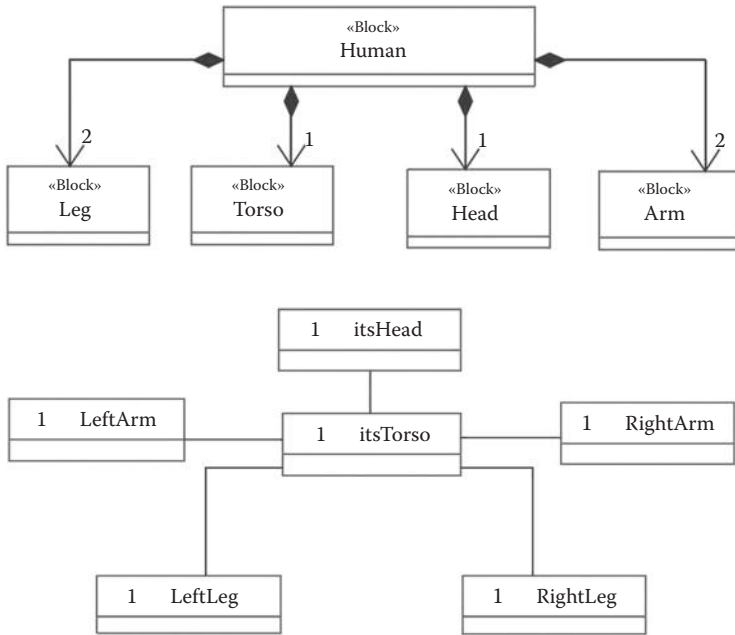 «Block»
Human
2
1
1
2
«Block»
Leg
«Block»
Torso
«Block»
Head
«Block»
Arm
1 itsHead
1 LeftArm
1 itsTorso
1 RightArm
1 LeftLeg
1 RightLeg